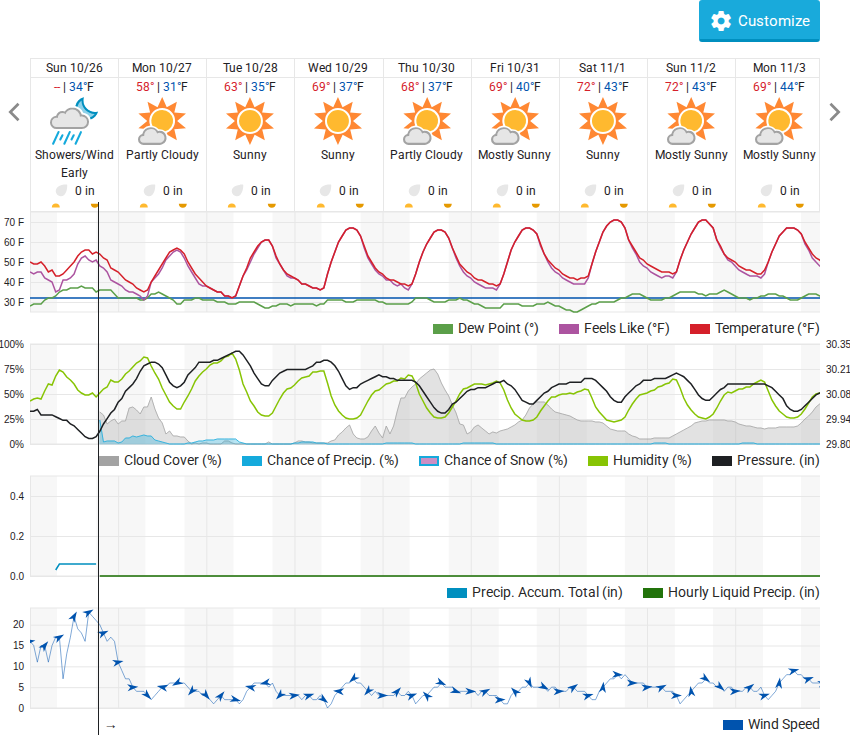 Customize
Sun 10/26 Mon 10/27 Tue 10/28 Wed 10/29 Thu 10/30 Fri 10/31 Sat 11/1 Sun 11/2 Mon 11/3
-- | 34°F 58° | 31°F 63° | 35°F 69° | 37°F 68° | 37°F 69° | 40°F 72° | 43°F 72° | 43°F 69° | 44°F
Showers/Wind Partly Cloudy Sunny Sunny Partly Cloudy Mostly Sunny Sunny Mostly Sunny Mostly Sunny
Early
0 in 0 in 0 in 0 in 0 in 0 in 0 in 0 in 0 in
70 F
60 F
50 F
40 F
30 F
Dew Point (°) Feels Like (°F) Temperature (°F)
100% 30.35
75% 30.21
50% 30.08
25% 29.94
0% 29.80
Cloud Cover (%) Chance of Precip. (%) Chance of Snow (%) Humidity (%) Pressure. (in)
0.4
0.2
0.0
Precip. Accum. Total (in) Hourly Liquid Precip. (in)
20
15
10
5
0
→
Wind Speed